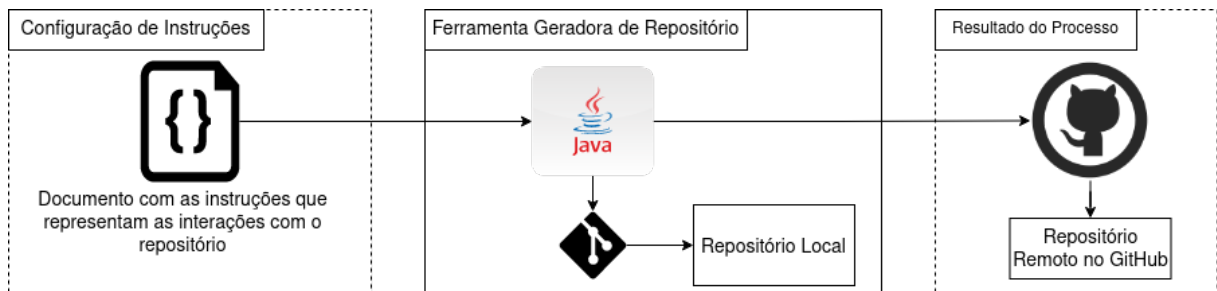 Configuração de Instruções
{}
Documento com as instruções que
representam as interações com o
repositório
Ferramenta Geradora de Repositório
Java
Repositório Local
Resultado do Processo
Repositório
Remoto no GitHub